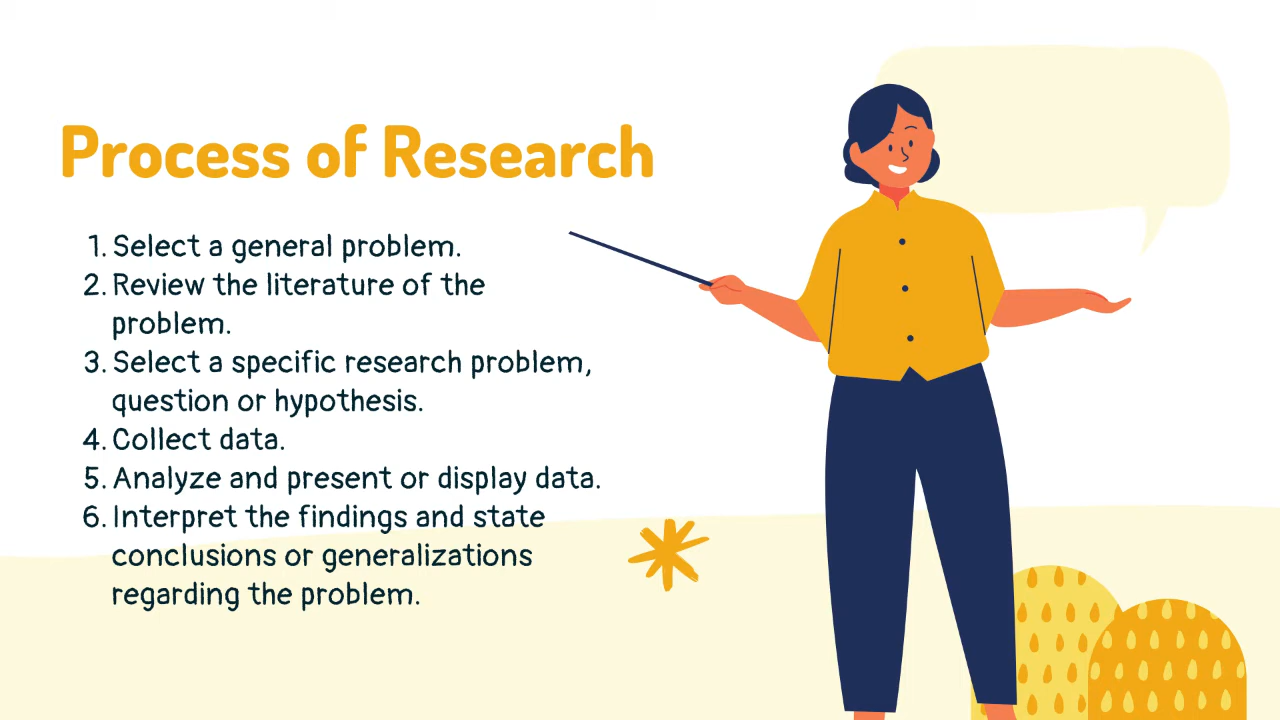 Process of Research
1. Select a general problem.
2. Review the literature of the
problem.
3. Select a specific research problem,
question or hypothesis.
4. Collect data.
5. Analyze and present or display data.
6. Interpret the findings and state
conclusions or generalizations
regarding the problem.